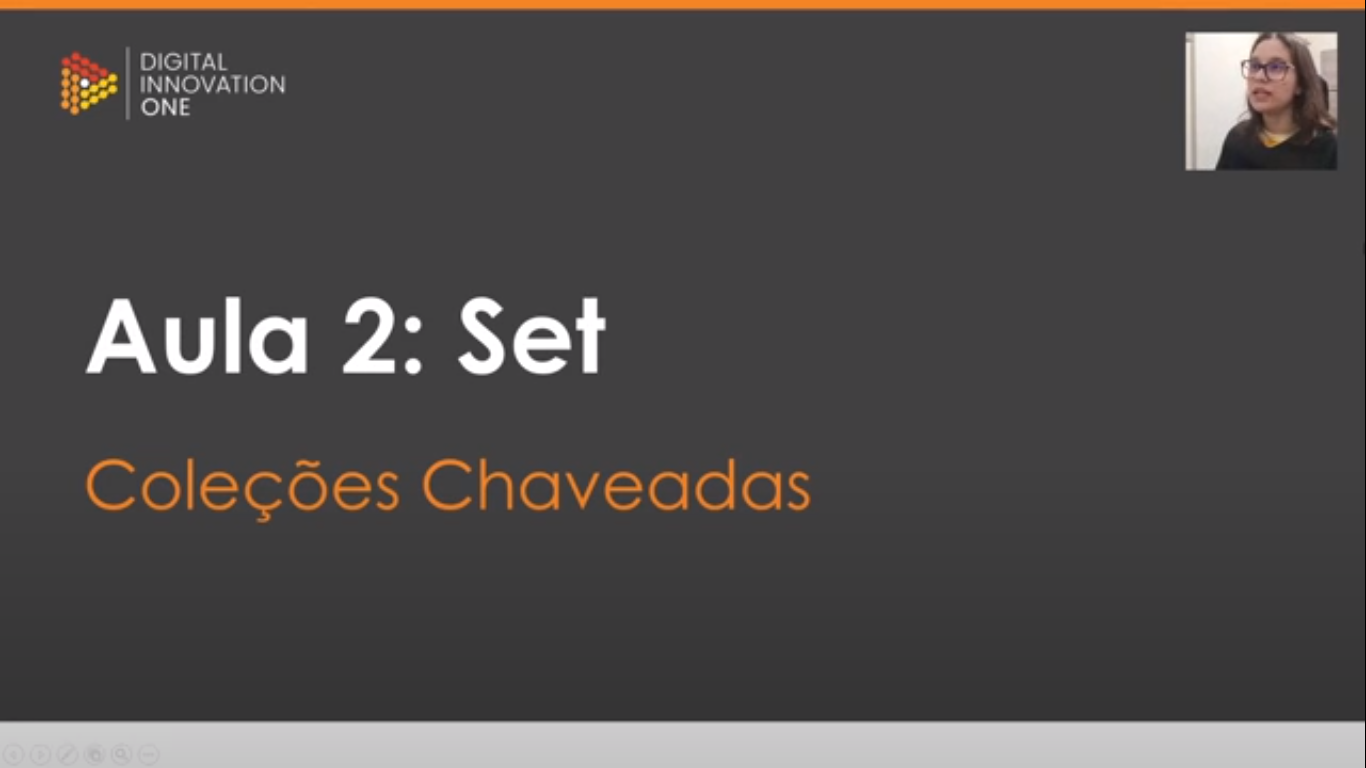 DIGITAL
INNOVATION
ONE
Aula 2: Set
Coleções Chaveadas